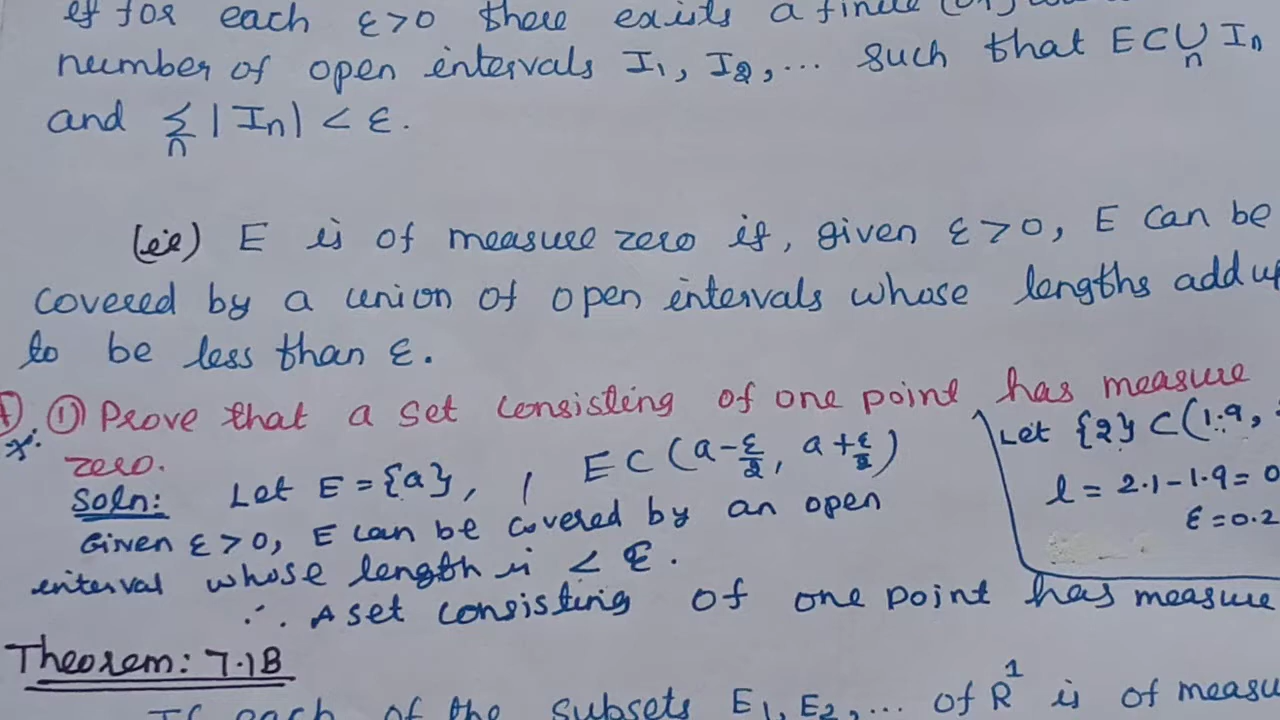 if for each ε>0 there exists a finite (or)
number of open intervals I₁, I₂, ... such that E⊂⋃ₙ Iₙ
and ∑ₙ |Iₙ| < ε.
(ie) E is of measure zero if, given ε>0, E can be
covered by a union of open intervals whose lengths add up
to be less than ε.
① Prove that a set consisting of one point has measure
zero.
Soln: Let E = {a}, E⊂(a-ε/2, a+ε/2)
Given ε>0, E can be covered by an open
interval whose length is < ε.
∴ A set consisting of one point has measure
Let {2} ⊂ (1.9,
l = 2.1-1.9=0
ε=0.2
Theorem: 7.1B
If each of the subsets E₁, E₂, ... of R¹ is of measu